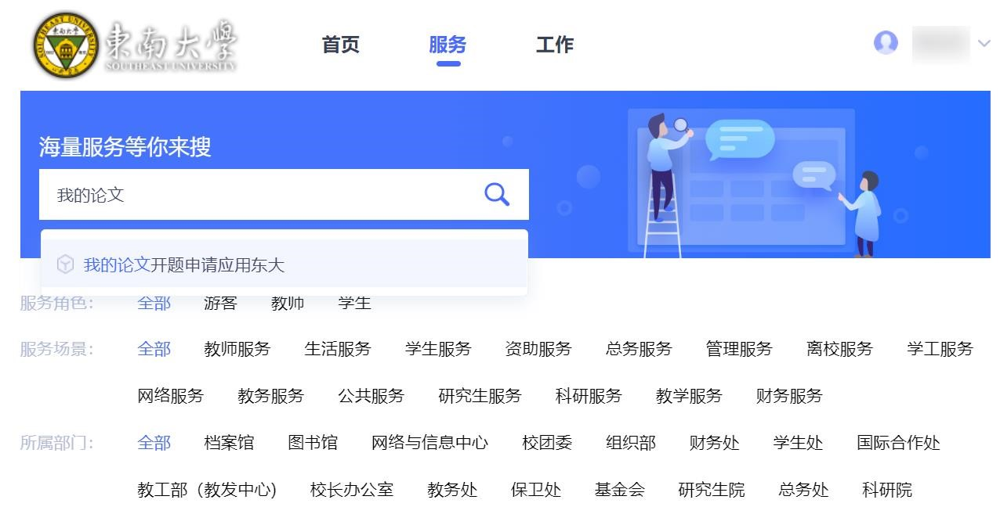 東南大學
SOUTHEAST UNIVERSITY
首页 服务 工作
海量服务等你来搜
我的论文
我的论文开题申请应用东大
服务角色: 全部 游客 教师 学生
服务场景: 全部 教师服务 生活服务 学生服务 资助服务 总务服务 管理服务 离校服务 学工服务
网络服务 教务服务 公共服务 研究生服务 科研服务 教学服务 财务服务
所属部门: 全部 档案馆 图书馆 网络与信息中心 校团委 组织部 财务处 学生处 国际合作处
教工部（教发中心) 校长办公室 教务处 保卫处 基金会 研究生院 总务处 科研院